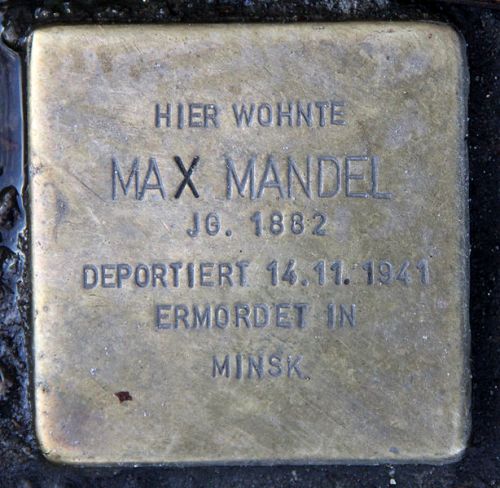 HIER WOHNTE
MAX MANDEL
JG. 1882
DEPORTIERT 14.11.1941
ERMORDET IN
MINSK